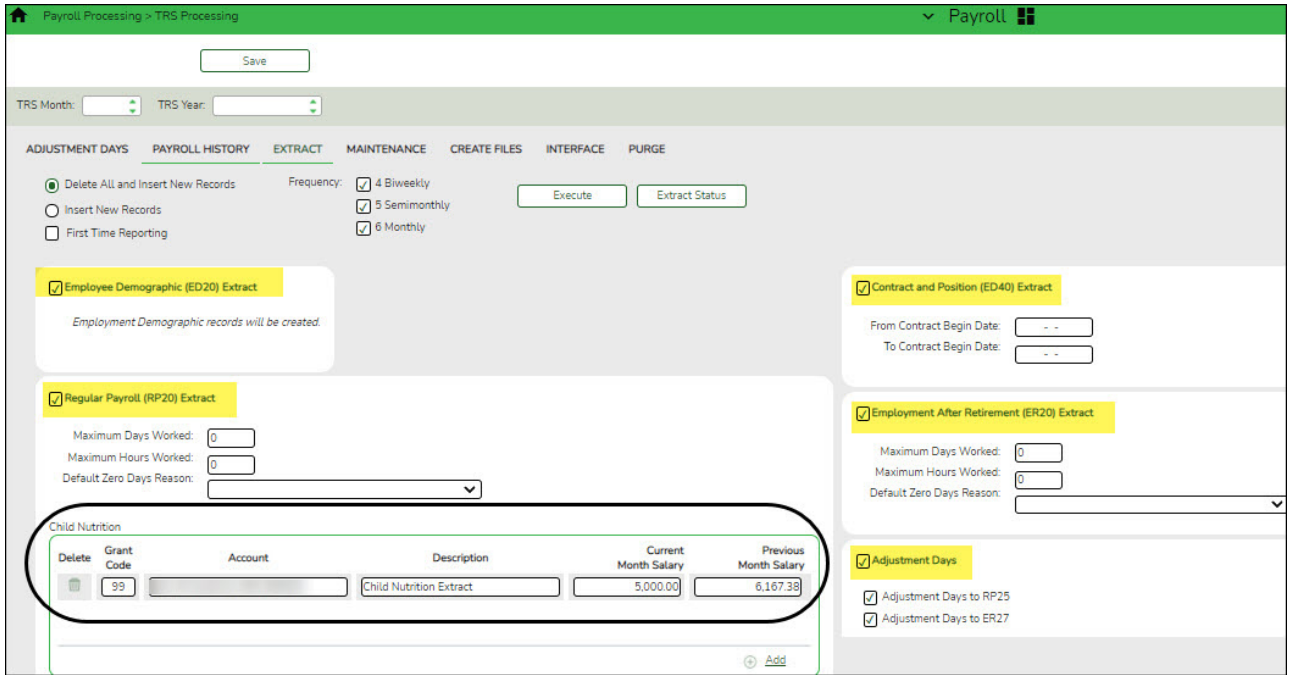 Payroll Processing > TRS Processing
Payroll
Save
TRS Month: TRS Year:
ADJUSTMENT DAYS PAYROLL HISTORY EXTRACT MAINTENANCE CREATE FILES INTERFACE PURGE
Delete All and Insert New Records Frequency: 4 Biweekly Execute Extract Status
Insert New Records 5 Semimonthly
First Time Reporting 6 Monthly
Employee Demographic (ED20) Extract
Employment Demographic records will be created.
Contract and Position (ED40) Extract
From Contract Begin Date: - -
To Contract Begin Date: - -
Regular Payroll (RP20) Extract
Maximum Days Worked: 0
Maximum Hours Worked: 0
Default Zero Days Reason:
Employment After Retirement (ER20) Extract
Maximum Days Worked: 0
Maximum Hours Worked: 0
Default Zero Days Reason:
Child Nutrition
Delete Grant Code Account Description Current Month Salary Previous Month Salary
99 Child Nutrition Extract 5,000.00 6,167.38
Add
Adjustment Days
Adjustment Days to RP25
Adjustment Days to ER27